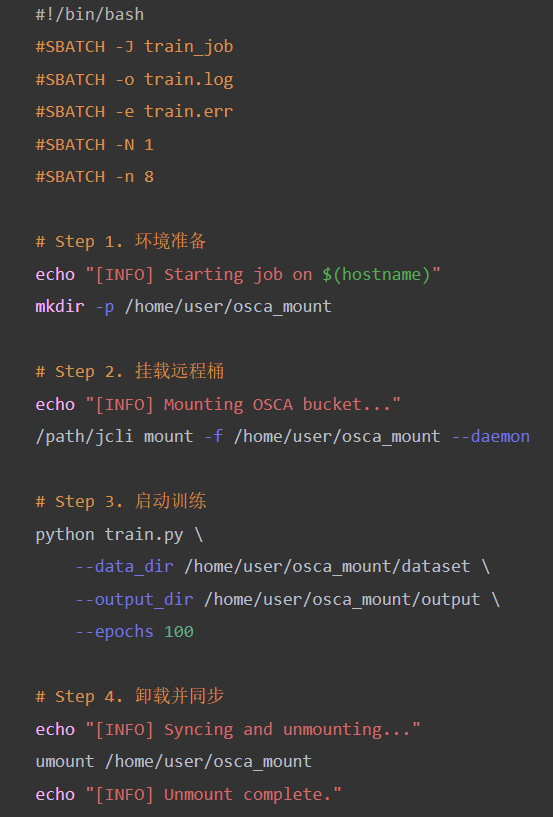 #!/bin/bash
#SBATCH -J train_job
#SBATCH -o train.log
#SBATCH -e train.err
#SBATCH -N 1
#SBATCH -n 8

# Step 1. 环境准备
echo "[INFO] Starting job on $(hostname)"
mkdir -p /home/user/osca_mount

# Step 2. 挂载远程桶
echo "[INFO] Mounting OSCA bucket..."
/path/jcli mount -f /home/user/osca_mount --daemon

# Step 3. 启动训练
python train.py \
    --data_dir /home/user/osca_mount/dataset \
    --output_dir /home/user/osca_mount/output \
    --epochs 100

# Step 4. 卸载并同步
echo "[INFO] Syncing and unmounting..."
umount /home/user/osca_mount
echo "[INFO] Unmount complete."